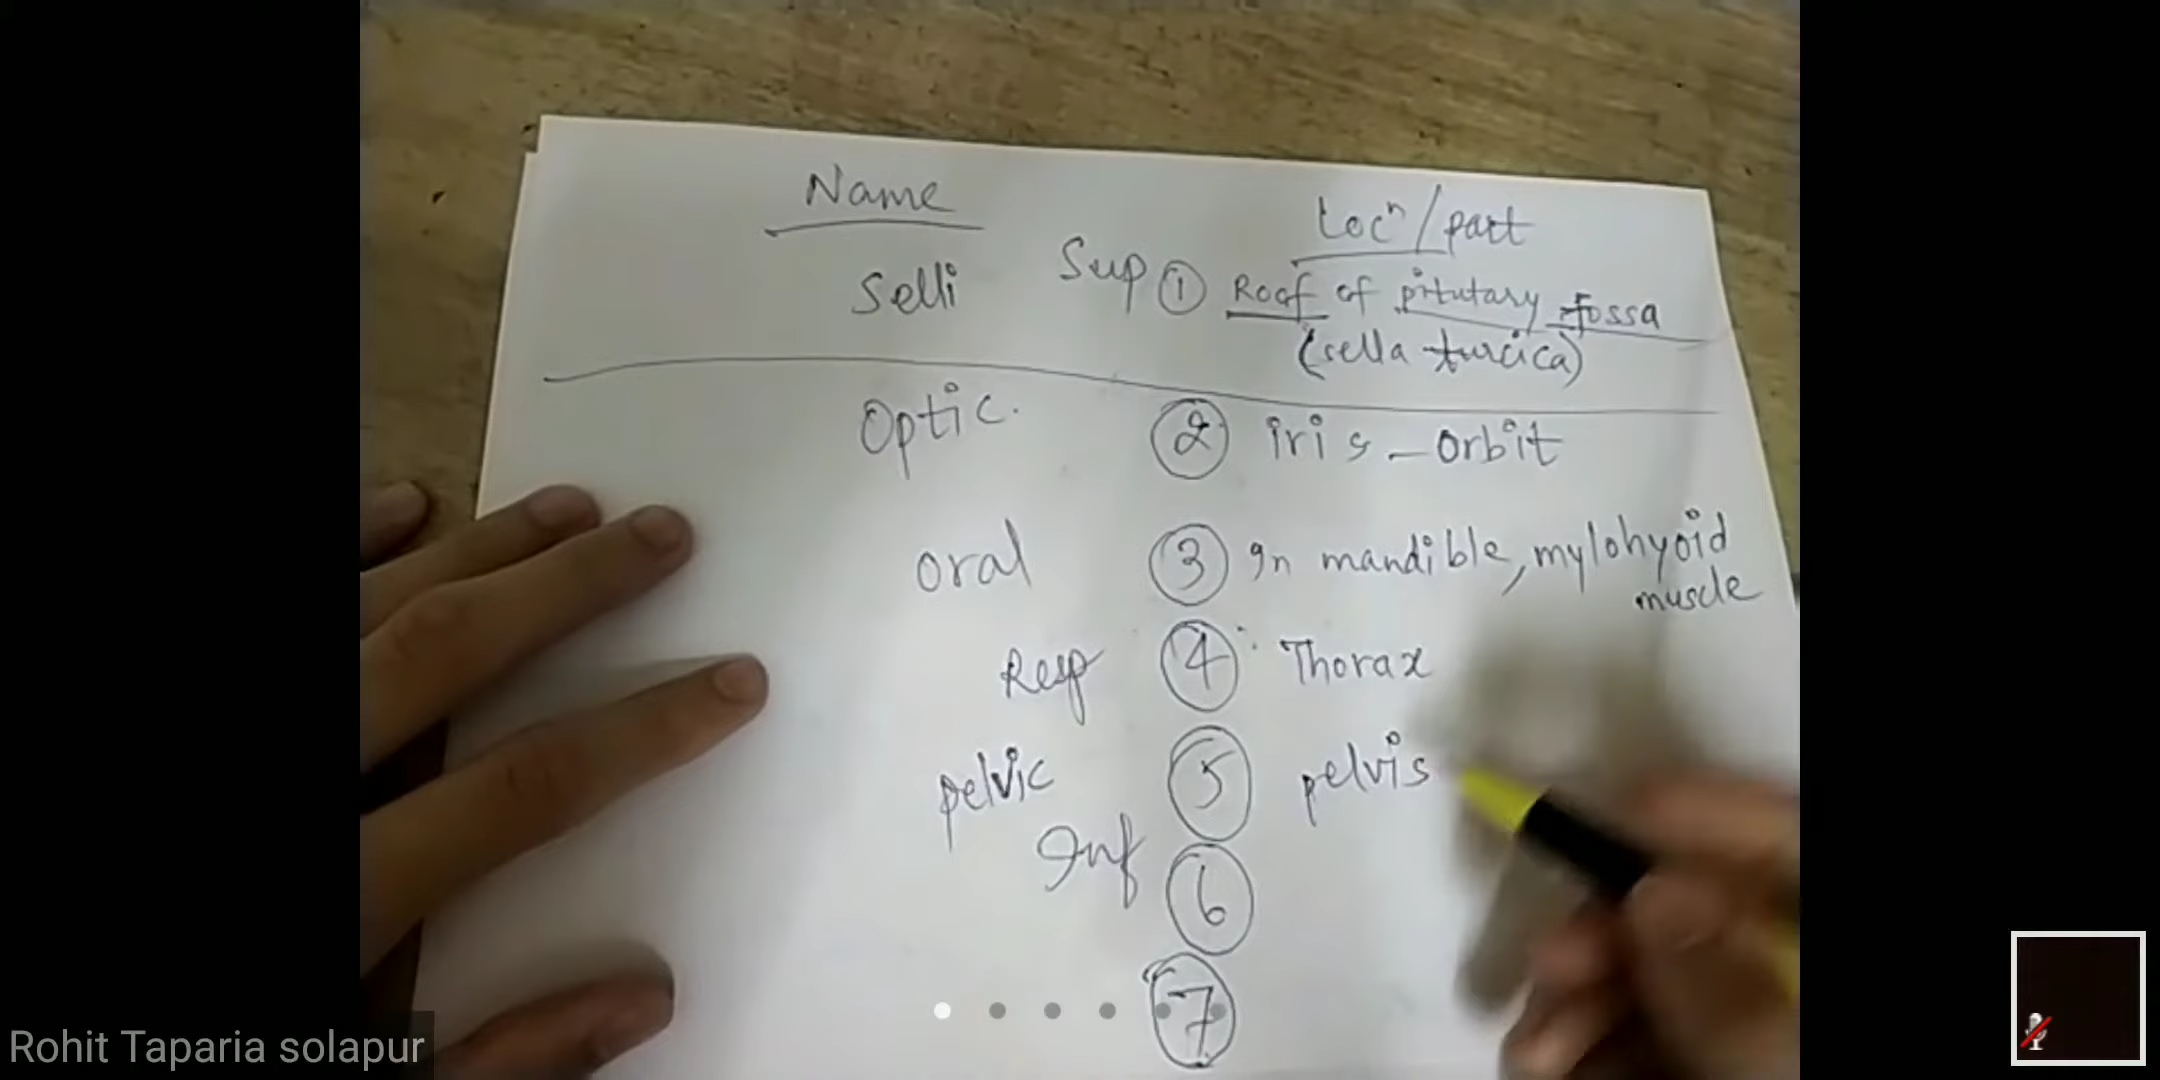 Name
Locⁿ/part
Selli Sup ① Roof of pitutary fossa
(sella turcica)
Optic. ② iris - orbit
oral ③ In mandible, mylohyoid
muscle
Resp ④ Thorax
pelvic ⑤ pelvis
Inf ⑥
⑦
Rohit Taparia solapur